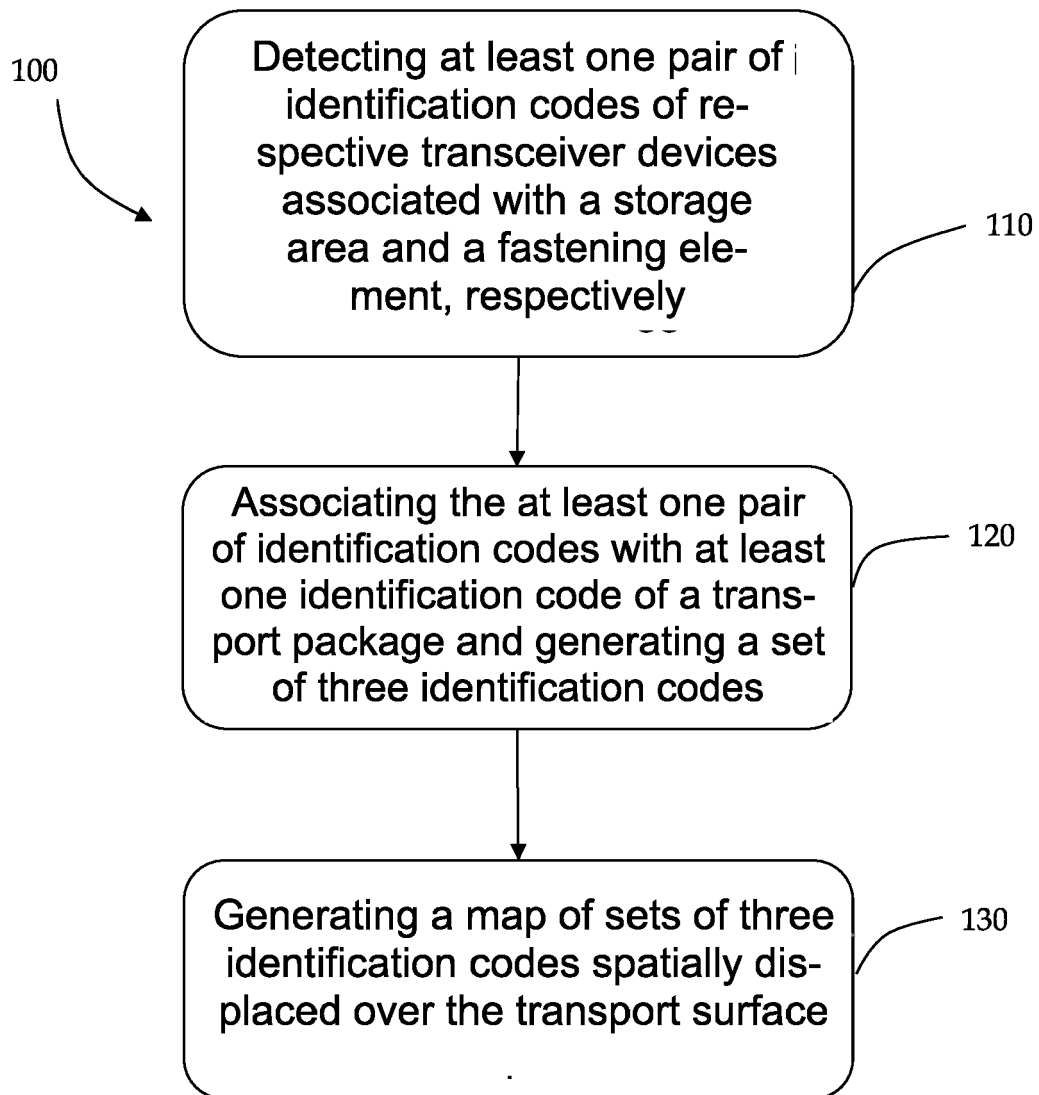 100
Detecting at least one pair of i
identification codes of re-
spective transceiver devices
associated with a storage
area and a fastening ele-
ment, respectively
110
Associating the at least one pair
of identification codes with at least
one identification code of a trans-
port package and generating a set
of three identification codes
120
Generating a map of sets of three
identification codes spatially dis-
placed over the transport surface
.
130